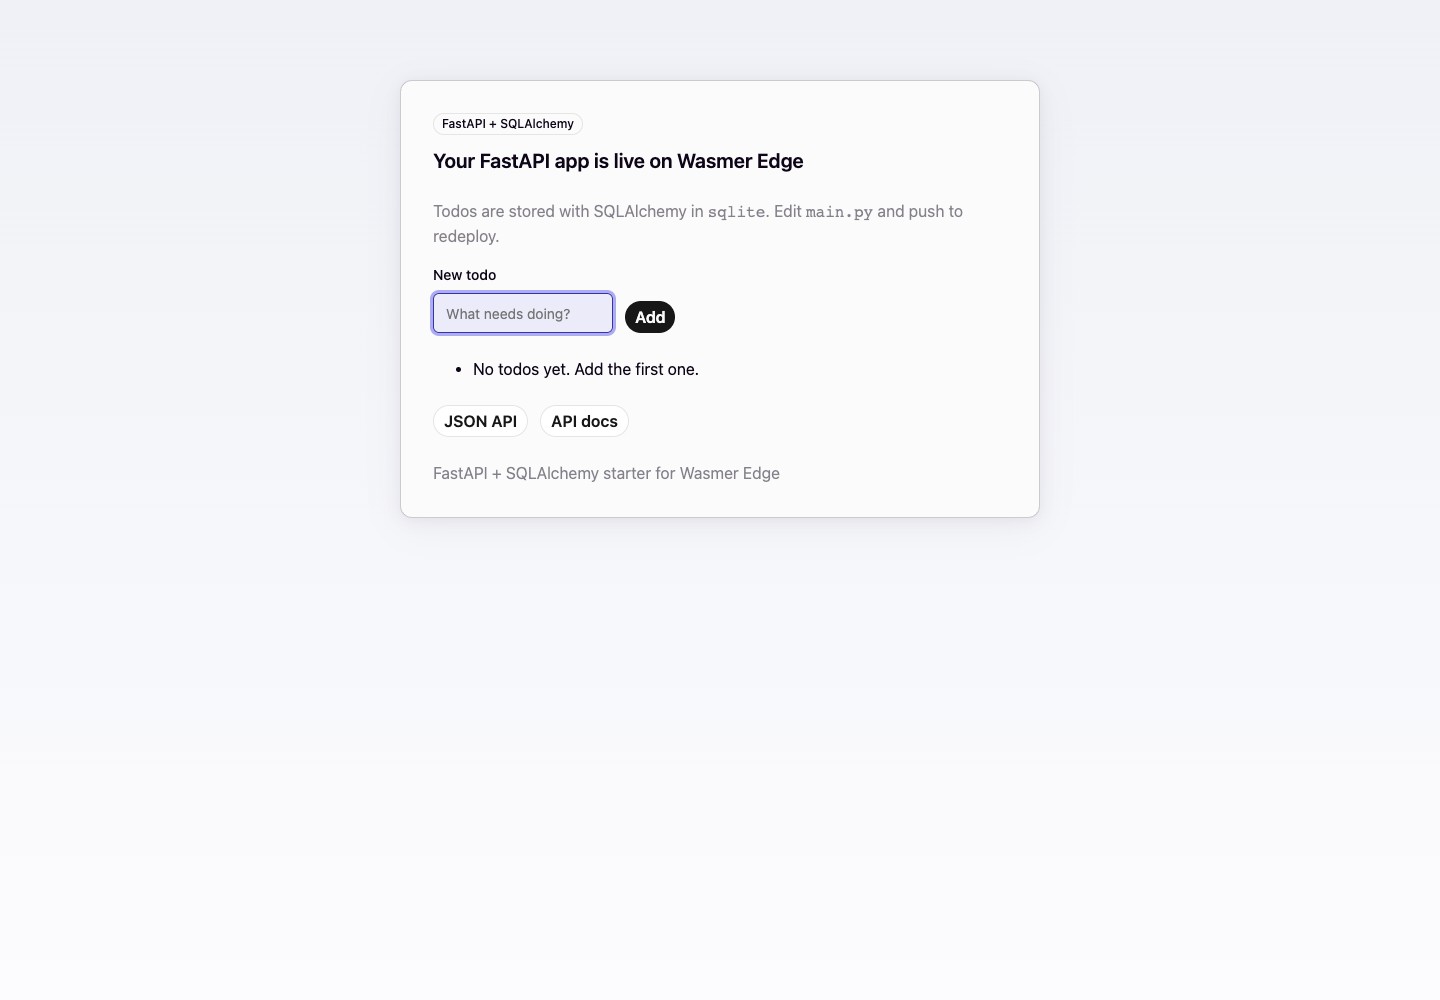 FastAPI + SQLAlchemy
Your FastAPI app is live on Wasmer Edge
Todos are stored with SQLAlchemy in sqlite. Edit main.py and push to
redeploy.
New todo
What needs doing?
Add
No todos yet. Add the first one.
JSON API
API docs
FastAPI + SQLAlchemy starter for Wasmer Edge